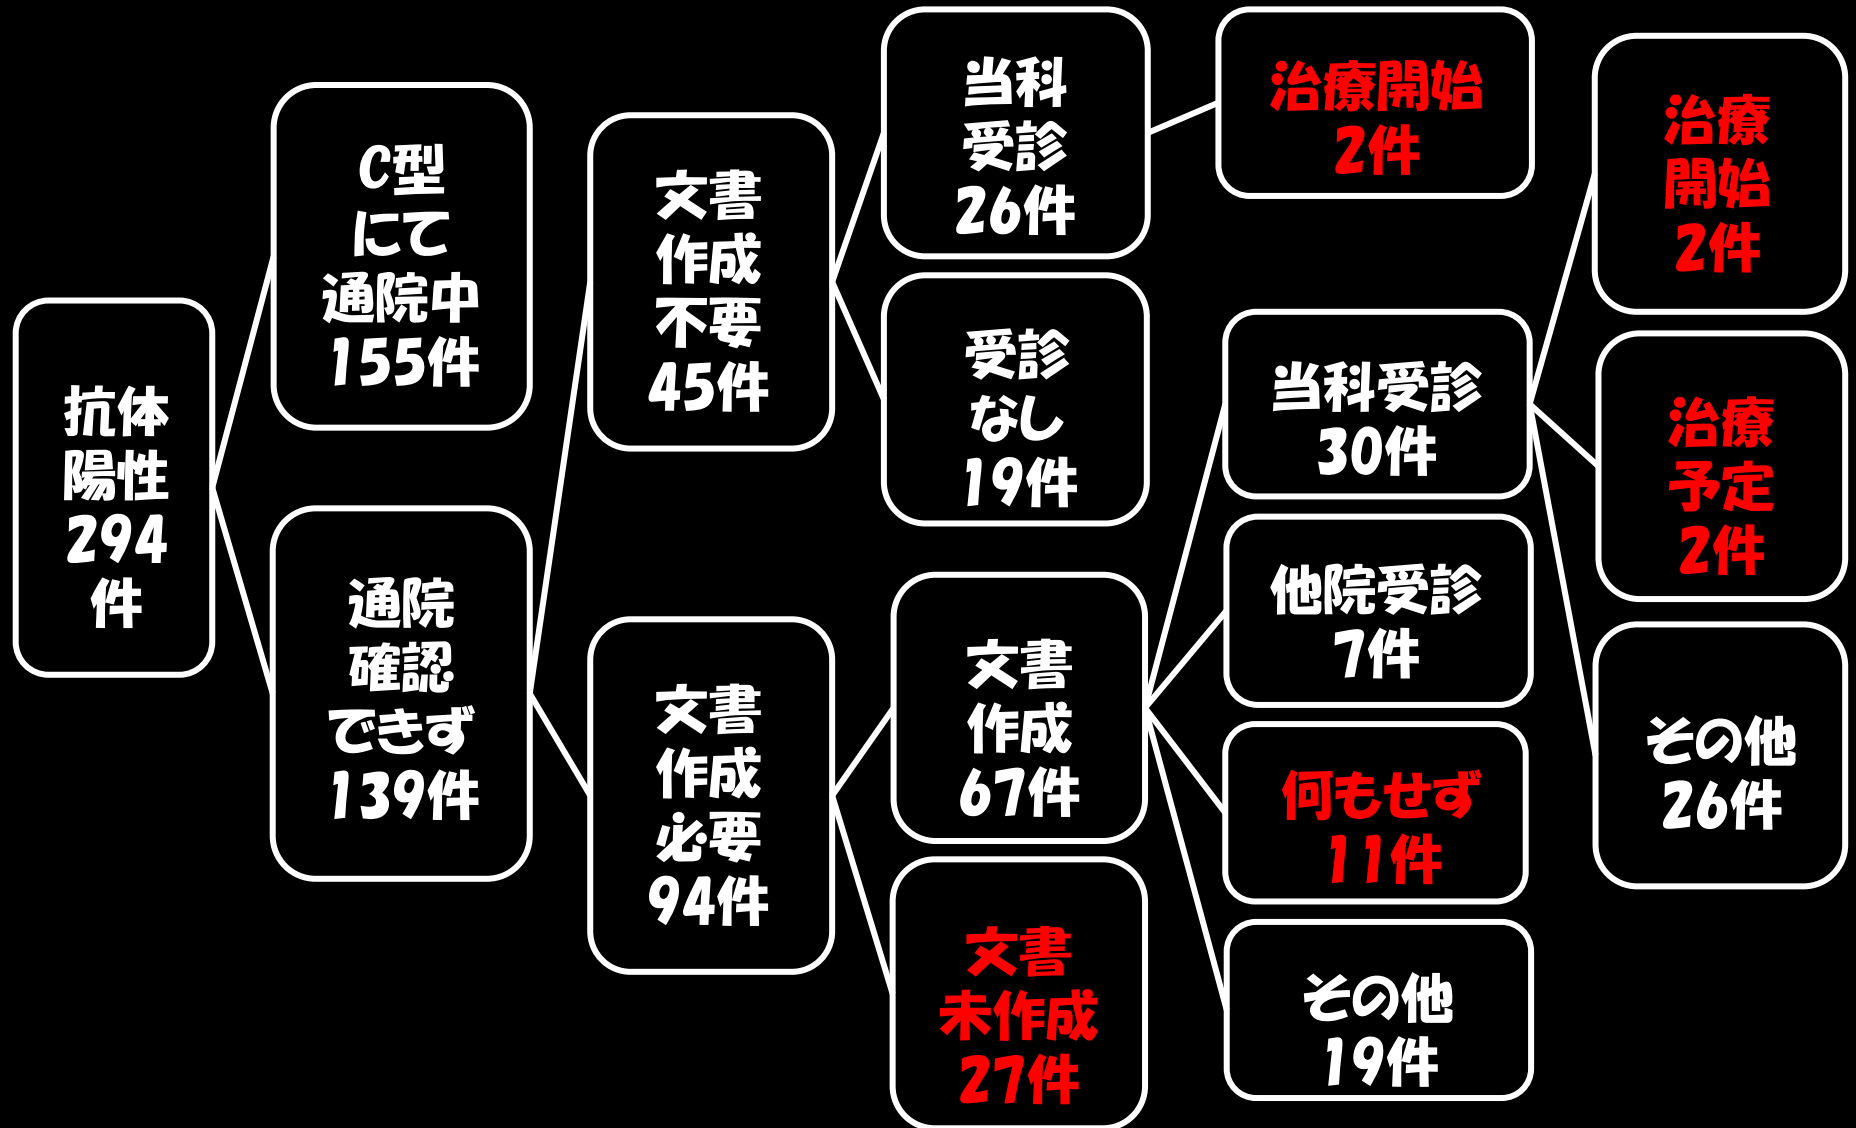 抗体
陽性
294
件
C型
にて
通院中
155件
通院
確認
できず
139件
文書
作成
不要
45件
文書
作成
必要
94件
当科
受診
26件
受診
なし
19件
文書
作成
67件
文書
未作成
27件
治療開始
2件
当科受診
30件
他院受診
7件
何もせず
11件
その他
19件
治療
開始
2件
治療
予定
2件
その他
26件